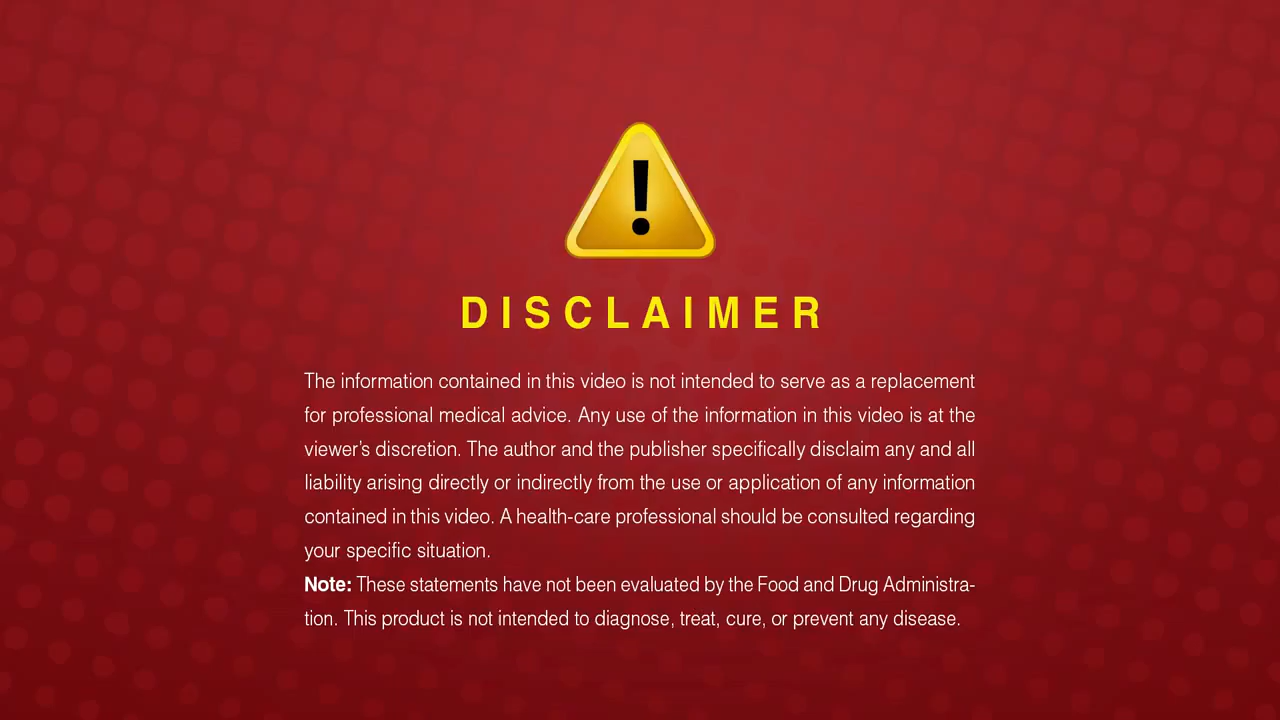 !
DISCLAIMER
The information contained in this video is not intended to serve as a replacement
for professional medical advice. Any use of the information in this video is at the
viewer's discretion. The author and the publisher specifically disclaim any and all
liability arising directly or indirectly from the use or application of any information
contained in this video. A health-care professional should be consulted regarding
your specific situation.
Note: These statements have not been evaluated by the Food and Drug Administra-
tion. This product is not intended to diagnose, treat, cure, or prevent any disease.